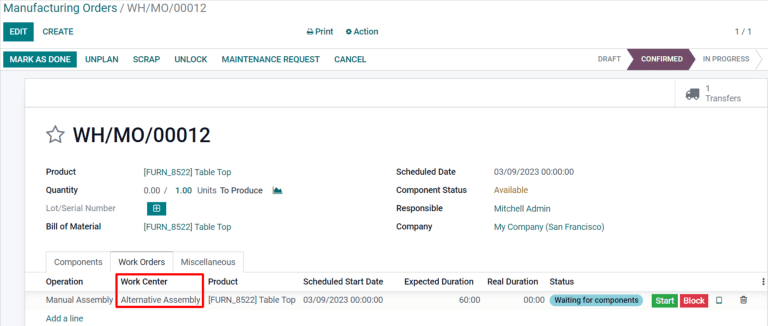 Manufacturing Orders / WH/MO/00012
EDIT CREATE Print Action 1 / 1
MARK AS DONE UNPLAN SCRAP UNLOCK MAINTENANCE REQUEST CANCEL DRAFT CONFIRMED IN PROGRESS
1
Transfers
WH/MO/00012
Product [FURN_8522] Table Top Scheduled Date 03/09/2023 00:00:00
Quantity 0.00 / 1.00 Units To Produce Component Status Available
Lot/Serial Number Responsible Mitchell Admin
Bill of Material [FURN_8522] Table Top Company My Company (San Francisco)
Components Work Orders Miscellaneous
Operation Work Center Product Scheduled Start Date Expected Duration Real Duration Status
Manual Assembly Alternative Assembly [FURN_8522] Table Top 03/09/2023 00:00:00 60:00 00:00 Waiting for components Start Block
Add a line